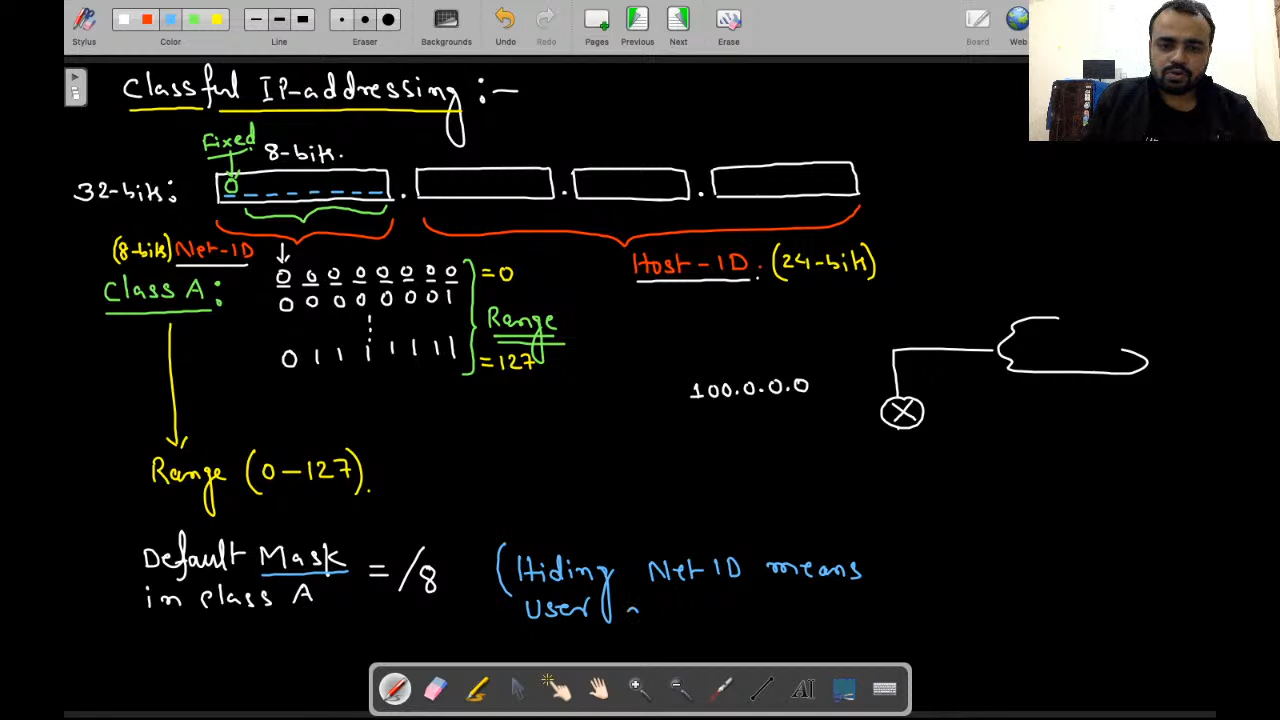 Stylus
Color
Line
Eraser
Backgrounds
Undo
Redo
Pages
Previous
Next
Erase
Board
Web
Classful IP-addressing :-
Fixed
8-bits.
32-bits:
0
(8-bits) Net-ID
Host-ID. (24-bits)
Class A:
0 0 0 0 0 0 0 0 = 0
0 0 0 0 0 0 0 1
Range
0 1 1 1 1 1 1 1 = 127
100.0.0.0
Range (0-127).
Default Mask = /8
in class A
(Hiding Net ID means
user